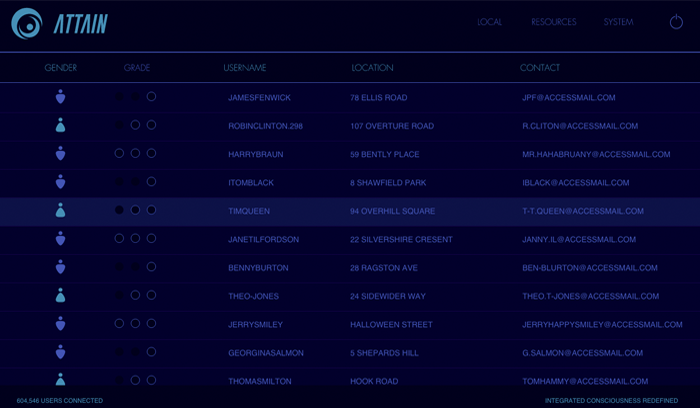 ATTAIN LOCAL RESOURCES SYSTEM
GENDER GRADE USERNAME LOCATION CONTACT
JAMESFENWICK 78 ELLIS ROAD JPF@ACCESSMAIL.COM
ROBINCLINTON.298 107 OVERTURE ROAD R.CLITON@ACCESSMAIL.COM
HARRYBRAUN 59 BENTLY PLACE MR.HAHABRUANY@ACCESSMAIL.COM
ITOMBLACK 8 SHAWFIELD PARK IBLACK@ACCESSMAIL.COM
TIMQUEEN 94 OVERHILL SQUARE T-T.QUEEN@ACCESSMAIL.COM
JANETILFORDSON 22 SILVERSHIRE CRESENT JANNY.IL@ACCESSMAIL.COM
BENNYBURTON 28 RAGSTON AVE BEN-BLURTON@ACCESSMAIL.COM
THEO-JONES 24 SIDEWIDER WAY THEO.T-JONES@ACCESSMAIL.COM
JERRYSMILEY HALLOWEEN STREET JERRYHAPPYSMILEY@ACCESSMAIL.COM
GEORGINASALMON 5 SHEPARDS HILL G.SALMON@ACCESSMAIL.COM
THOMASMILTON HOOK ROAD TOMHAMMY@ACCESSMAIL.COM
604,546 USERS CONNECTED INTEGRATED CONSCIOUSNESS REDEFINED